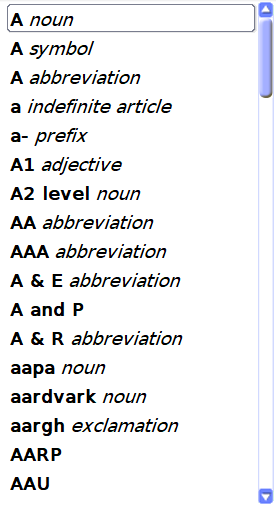 A noun
A symbol
A abbreviation
a indefinite article
a- prefix
A1 adjective
A2 level noun
AA abbreviation
AAA abbreviation
A & E abbreviation
A and P
A & R abbreviation
aapa noun
aardvark noun
aargh exclamation
AARP
AAU